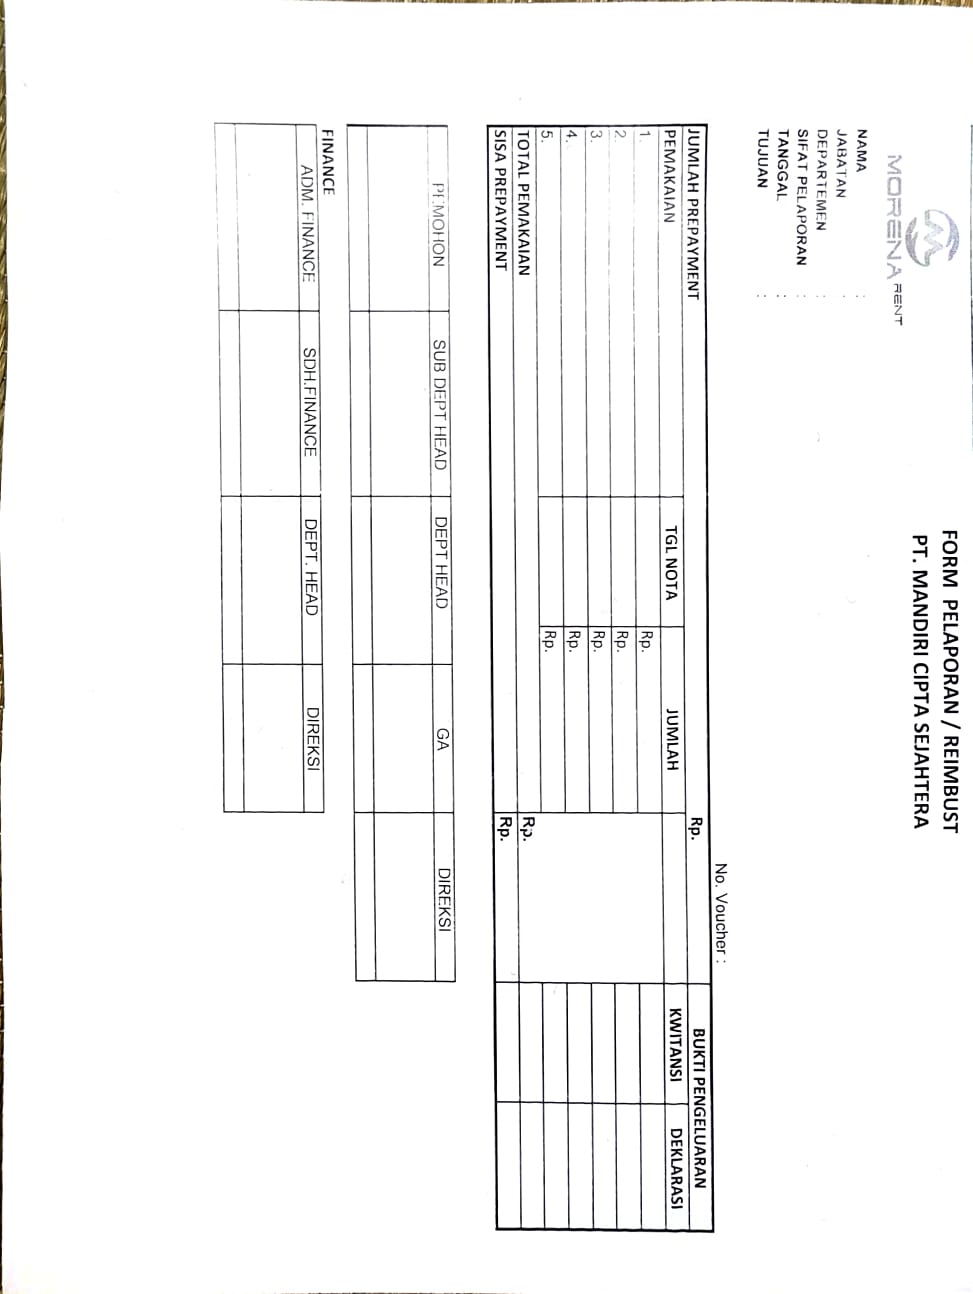 FORM PELAPORAN / REIMBUST
PT. MANDIRI CIPTA SEJAHTERA
MORENA RENT
NAMA :
JABATAN :
DEPARTEMEN :
SIFAT PELAPORAN :
TANGGAL :
TUJUAN :
No. Voucher :
JUMLAH PREPAYMENT Rp. BUKTI PENGELUARAN
PEMAKAIAN TGL NOTA JUMLAH KWITANSI DEKLARASI
1. Rp.
2. Rp.
3. Rp.
4. Rp.
5. Rp.
TOTAL PEMAKAIAN Rp.
SISA PREPAYMENT Rp.
PEMOHON SUB DEPT HEAD DEPT HEAD GA DIREKSI
FINANCE
ADM. FINANCE SDH.FINANCE DEPT. HEAD DIREKSI